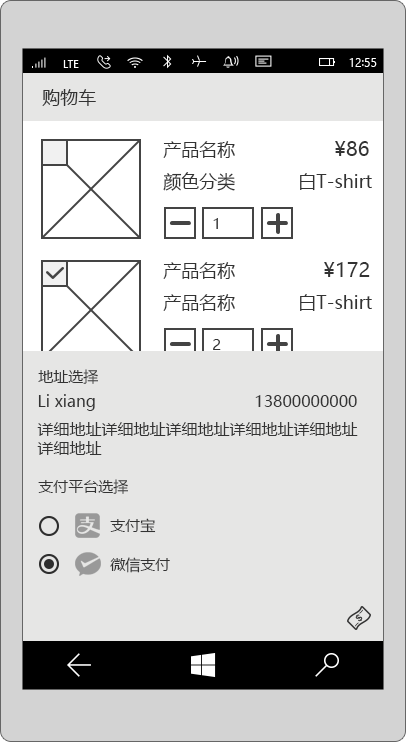 LTE 12:55
购物车
产品名称 ¥86
颜色分类 白T-shirt
1
产品名称 ¥172
产品名称 白T-shirt
2
地址选择
Li xiang 13800000000
详细地址详细地址详细地址详细地址详细地址
详细地址
支付平台选择
支 支付宝
微信支付
$